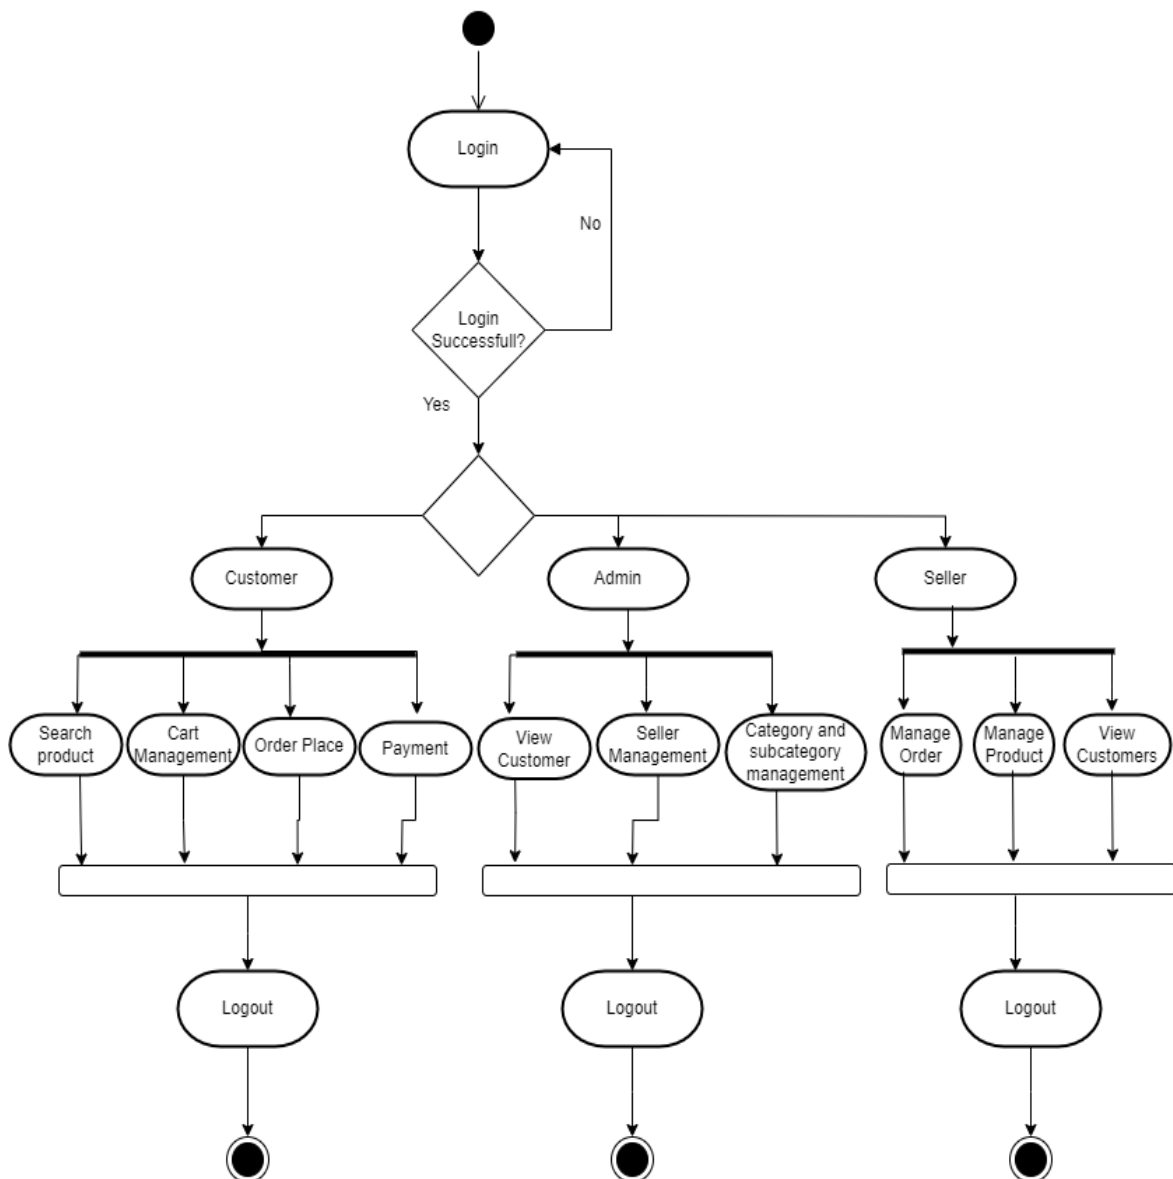 Login
No
Login
Successfull?
Yes
Customer
Admin
Seller
Search
product
Cart
Management
Order Place
Payment
View
Customer
Seller
Management
Category and
subcategory
management
Manage
Order
Manage
Product
View
Customers
Logout
Logout
Logout